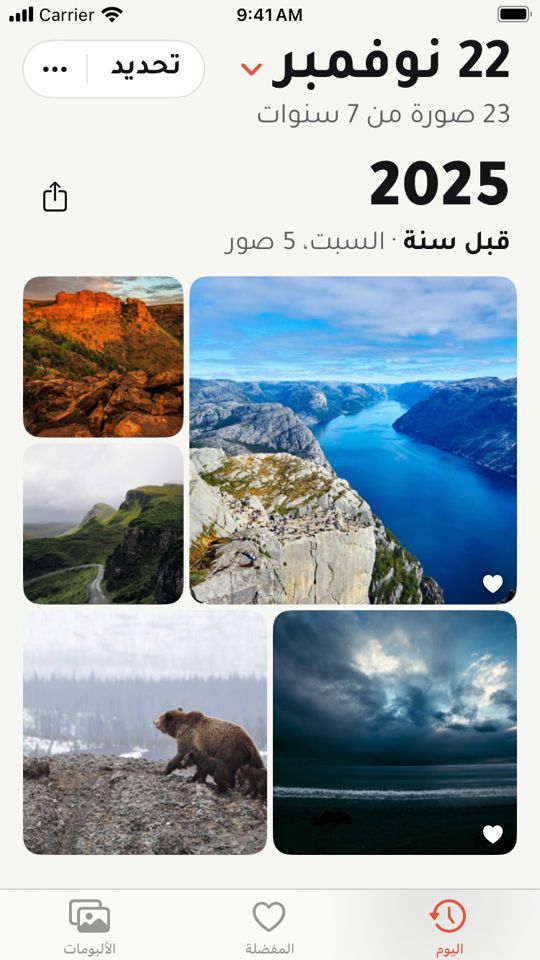 Carrier 9:41 AM
22 نوفمبر
تحديد
23 صورة من 7 سنوات
2025
قبل سنة · السبت، 5 صور
اليوم
المفضلة
الألبومات